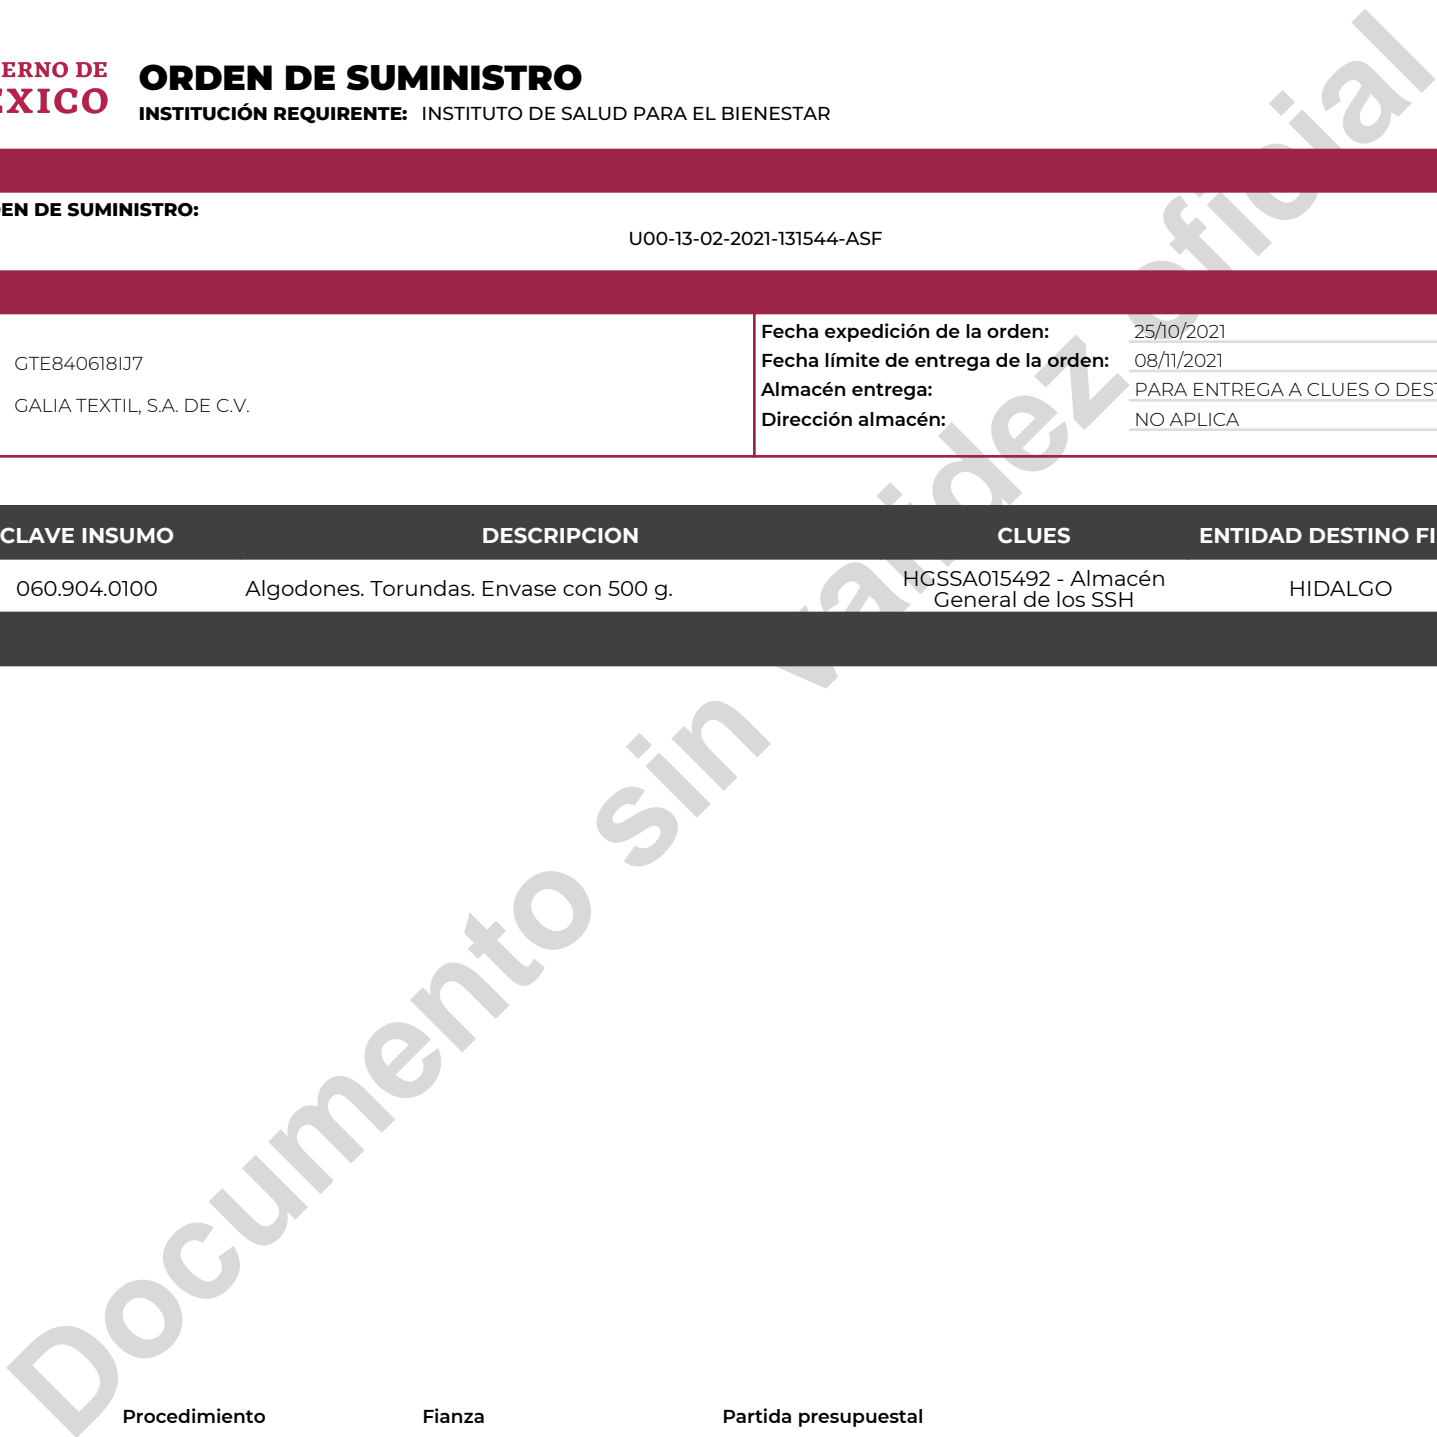 ERNO DE
ÉXICO
ORDEN DE SUMINISTRO
INSTITUCIÓN REQUIRENTE: INSTITUTO DE SALUD PARA EL BIENESTAR
EN DE SUMINISTRO:
U00-13-02-2021-131544-ASF
GTE840618IJ7
GALIA TEXTIL, S.A. DE C.V.
Fecha expedición de la orden: 25/10/2021
Fecha límite de entrega de la orden: 08/11/2021
Almacén entrega: PARA ENTREGA A CLUES O DEST
Dirección almacén: NO APLICA
CLAVE INSUMO DESCRIPCION CLUES ENTIDAD DESTINO FI
060.904.0100 Algodones. Torundas. Envase con 500 g. HGSSA015492 - Almacén General de los SSH HIDALGO
Documento sin validez oficial
Procedimiento Fianza Partida presupuestal